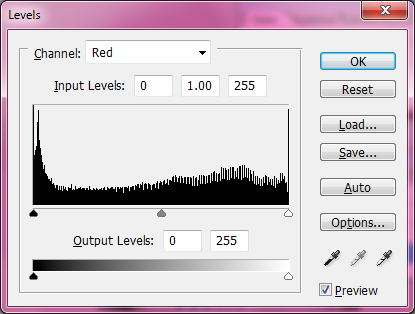 Levels
Channel: Red
OK
Input Levels: 0 1.00 255
Reset
Load...
Save...
Auto
Options...
Output Levels: 0 255
Preview